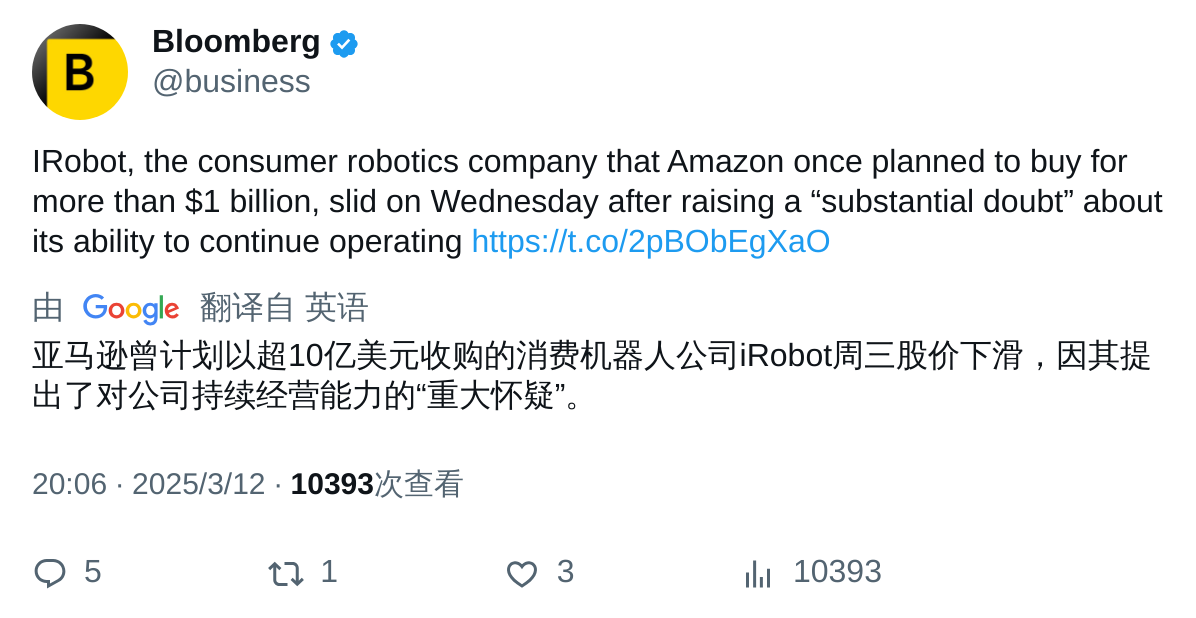 B
Bloomberg
@business
IRobot, the consumer robotics company that Amazon once planned to buy for
more than $1 billion, slid on Wednesday after raising a “substantial doubt” about
its ability to continue operating https://t.co/2pBObEgXaO
由 Google 翻译自 英语
亚马逊曾计划以超10亿美元收购的消费机器人公司iRobot周三股价下滑，因其提
出了对公司持续经营能力的“重大怀疑”。
20:06 · 2025/3/12 · 10393次查看
5 1 3 10393